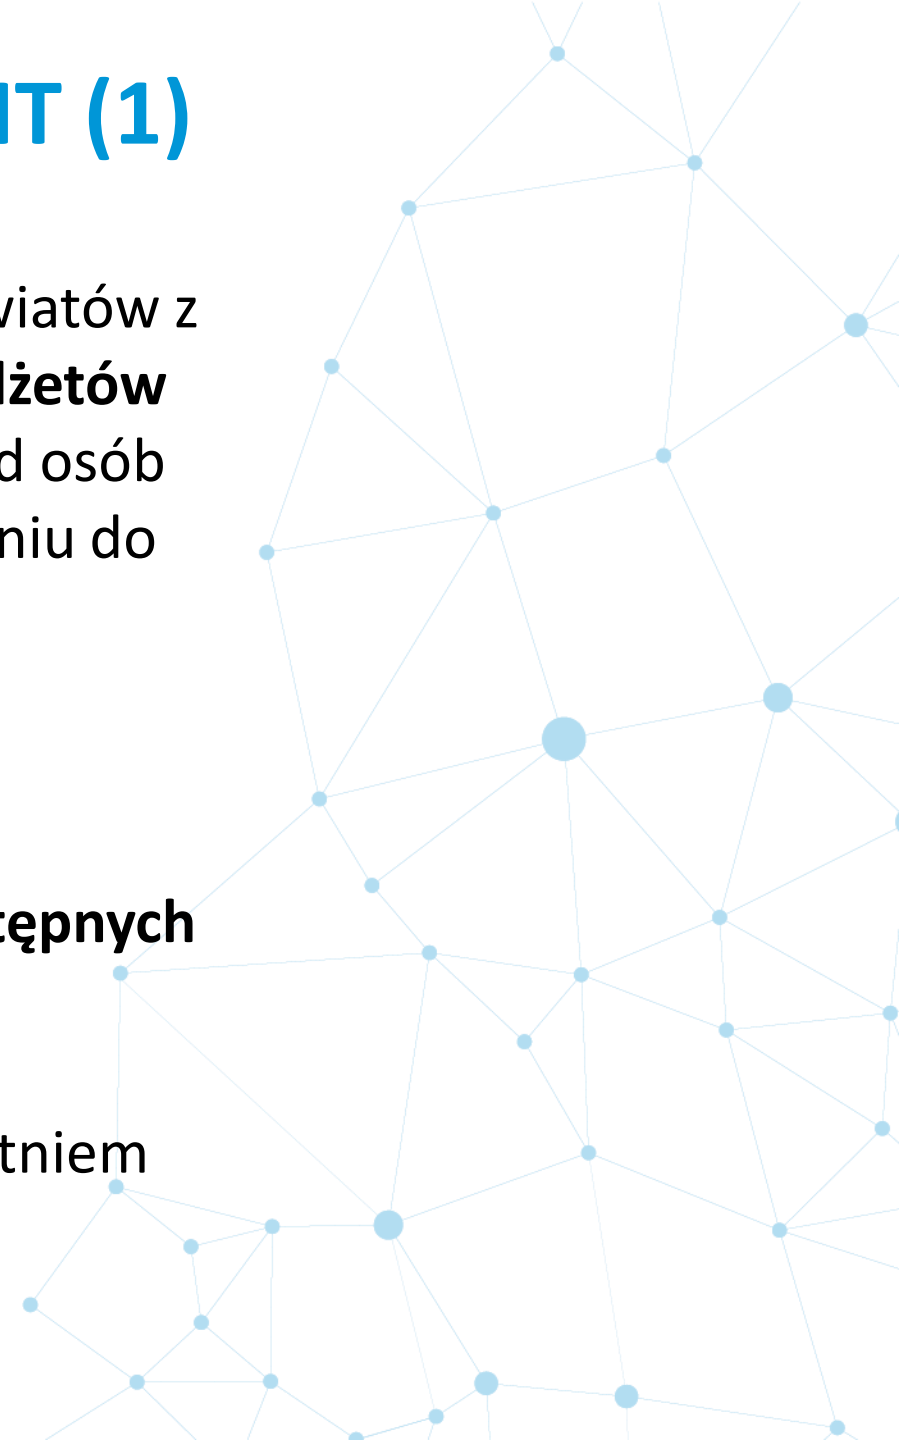 IT (1)
wiatów z
dżetów
d osób
niu do
tępnych
tniem